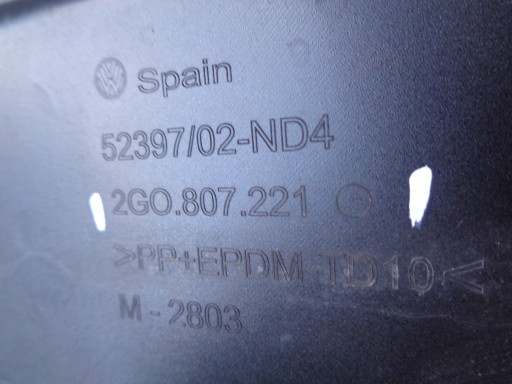 Spain
52397/02-ND4
2G0.807.221
>PP+EPDM TD10<
M-2803